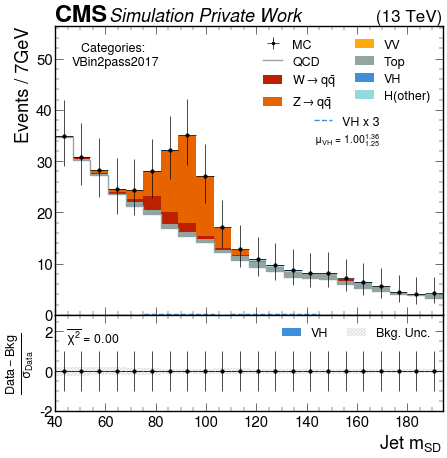 CMS Simulation Private Work (13 TeV)
Events / 7GeV
Categories:
VBin2pass2017
MC
QCD
W → qq̄
Z → qq̄
VV
Top
VH
H(other)
VH x 3
μVH = 1.00 1.36 1.25
50
40
30
20
10
0
Data – Bkg
σData
χ² = 0.00
VH
Bkg. Unc.
2
0
-2
40 60 80 100 120 140 160 180
Jet mSD